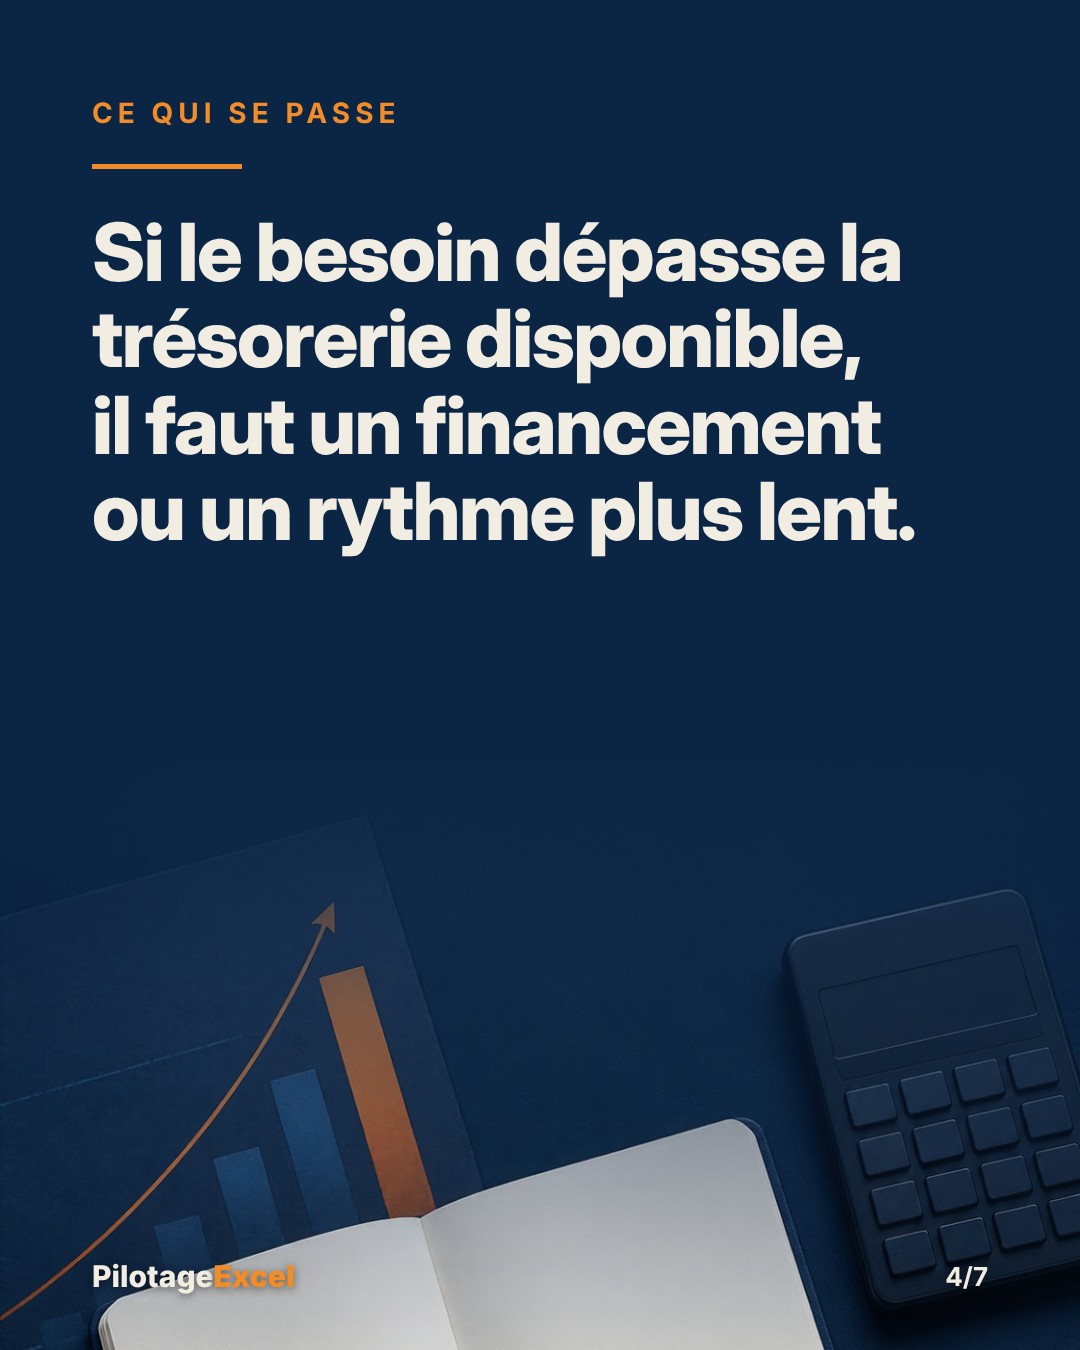 CE QUI SE PASSE
Si le besoin dépasse la
trésorerie disponible,
il faut un financement
ou un rythme plus lent.
PilotageExcel
4/7